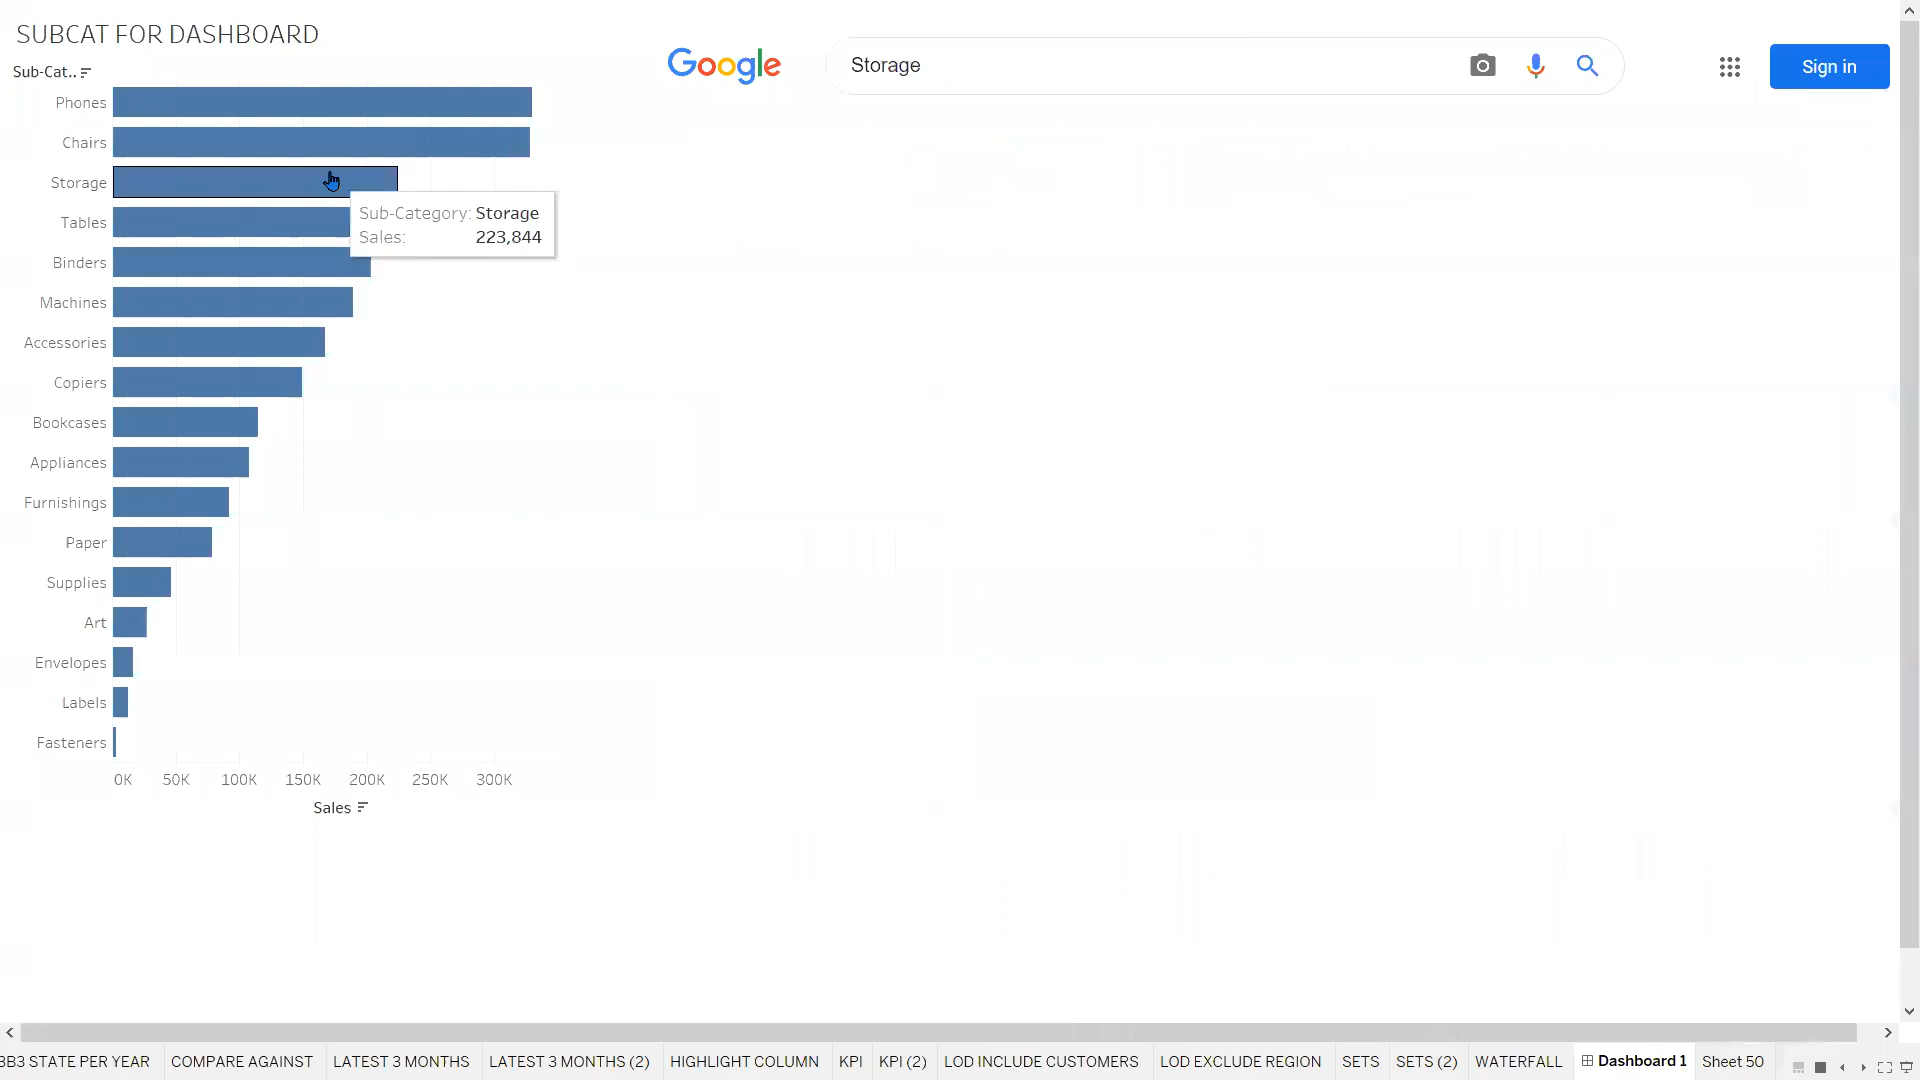 SUBCAT FOR DASHBOARD
Sub-Cat..
Google
Storage
Sign in
Phones
Chairs
Storage
Sub-Category: Storage
Sales: 223,844
Tables
Binders
Machines
Accessories
Copiers
Bookcases
Appliances
Furnishings
Paper
Supplies
Art
Envelopes
Labels
Fasteners
0K 50K 100K 150K 200K 250K 300K
Sales
3B3 STATE PER YEAR COMPARE AGAINST LATEST 3 MONTHS LATEST 3 MONTHS (2) HIGHLIGHT COLUMN KPI KPI (2) LOD INCLUDE CUSTOMERS LOD EXCLUDE REGION SETS SETS (2) WATERFALL Dashboard 1 Sheet 50